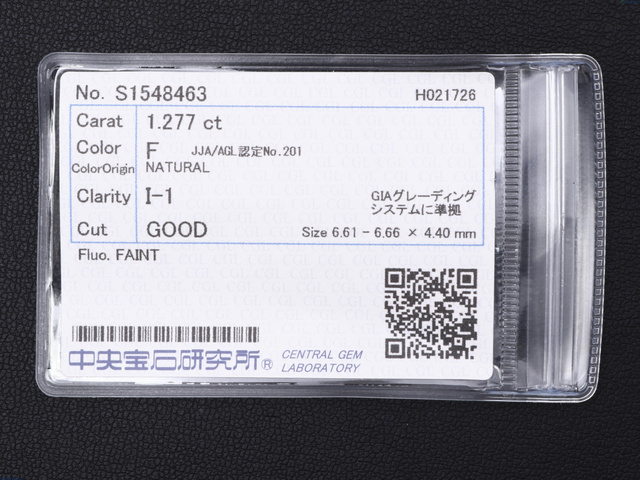 No. S1548463 H021726
Carat 1.277 ct
Color F JJA/AGL認定No.201
ColorOrigin NATURAL
Clarity I-1 GIAグレーディング
システムに準拠
Cut GOOD Size 6.61 - 6.66 × 4.40 mm
Fluo. FAINT
中央宝石研究所® CENTRAL GEM
LABORATORY